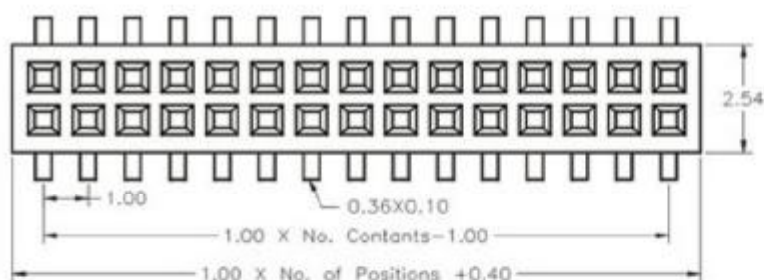 2.54
1.00
0.36X0.10
1.00 X No. Contants-1.00
1.00 X No. of Positions +0.40